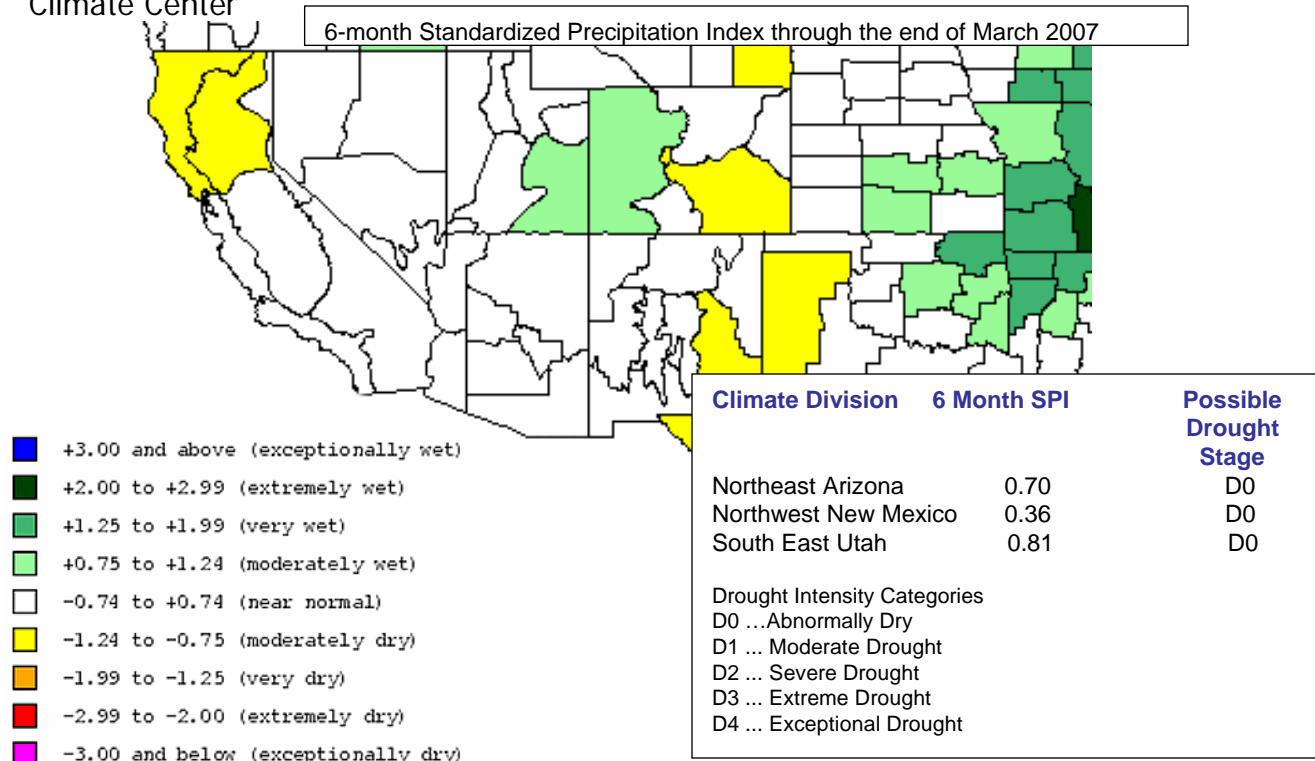 Climate Center
6-month Standardized Precipitation Index through the end of March 2007
+3.00 and above (exceptionally wet)
+2.00 to +2.99 (extremely wet)
+1.25 to +1.99 (very wet)
+0.75 to +1.24 (moderately wet)
-0.74 to +0.74 (near normal)
-1.24 to -0.75 (moderately dry)
-1.99 to -1.25 (very dry)
-2.99 to -2.00 (extremely dry)
-3.00 and below (exceptionally dry)
Climate Division 6 Month SPI Possible
Drought
Stage
Northeast Arizona 0.70 D0
Northwest New Mexico 0.36 D0
South East Utah 0.81 D0
Drought Intensity Categories
D0 ...Abnormally Dry
D1 ... Moderate Drought
D2 ... Severe Drought
D3 ... Extreme Drought
D4 ... Exceptional Drought